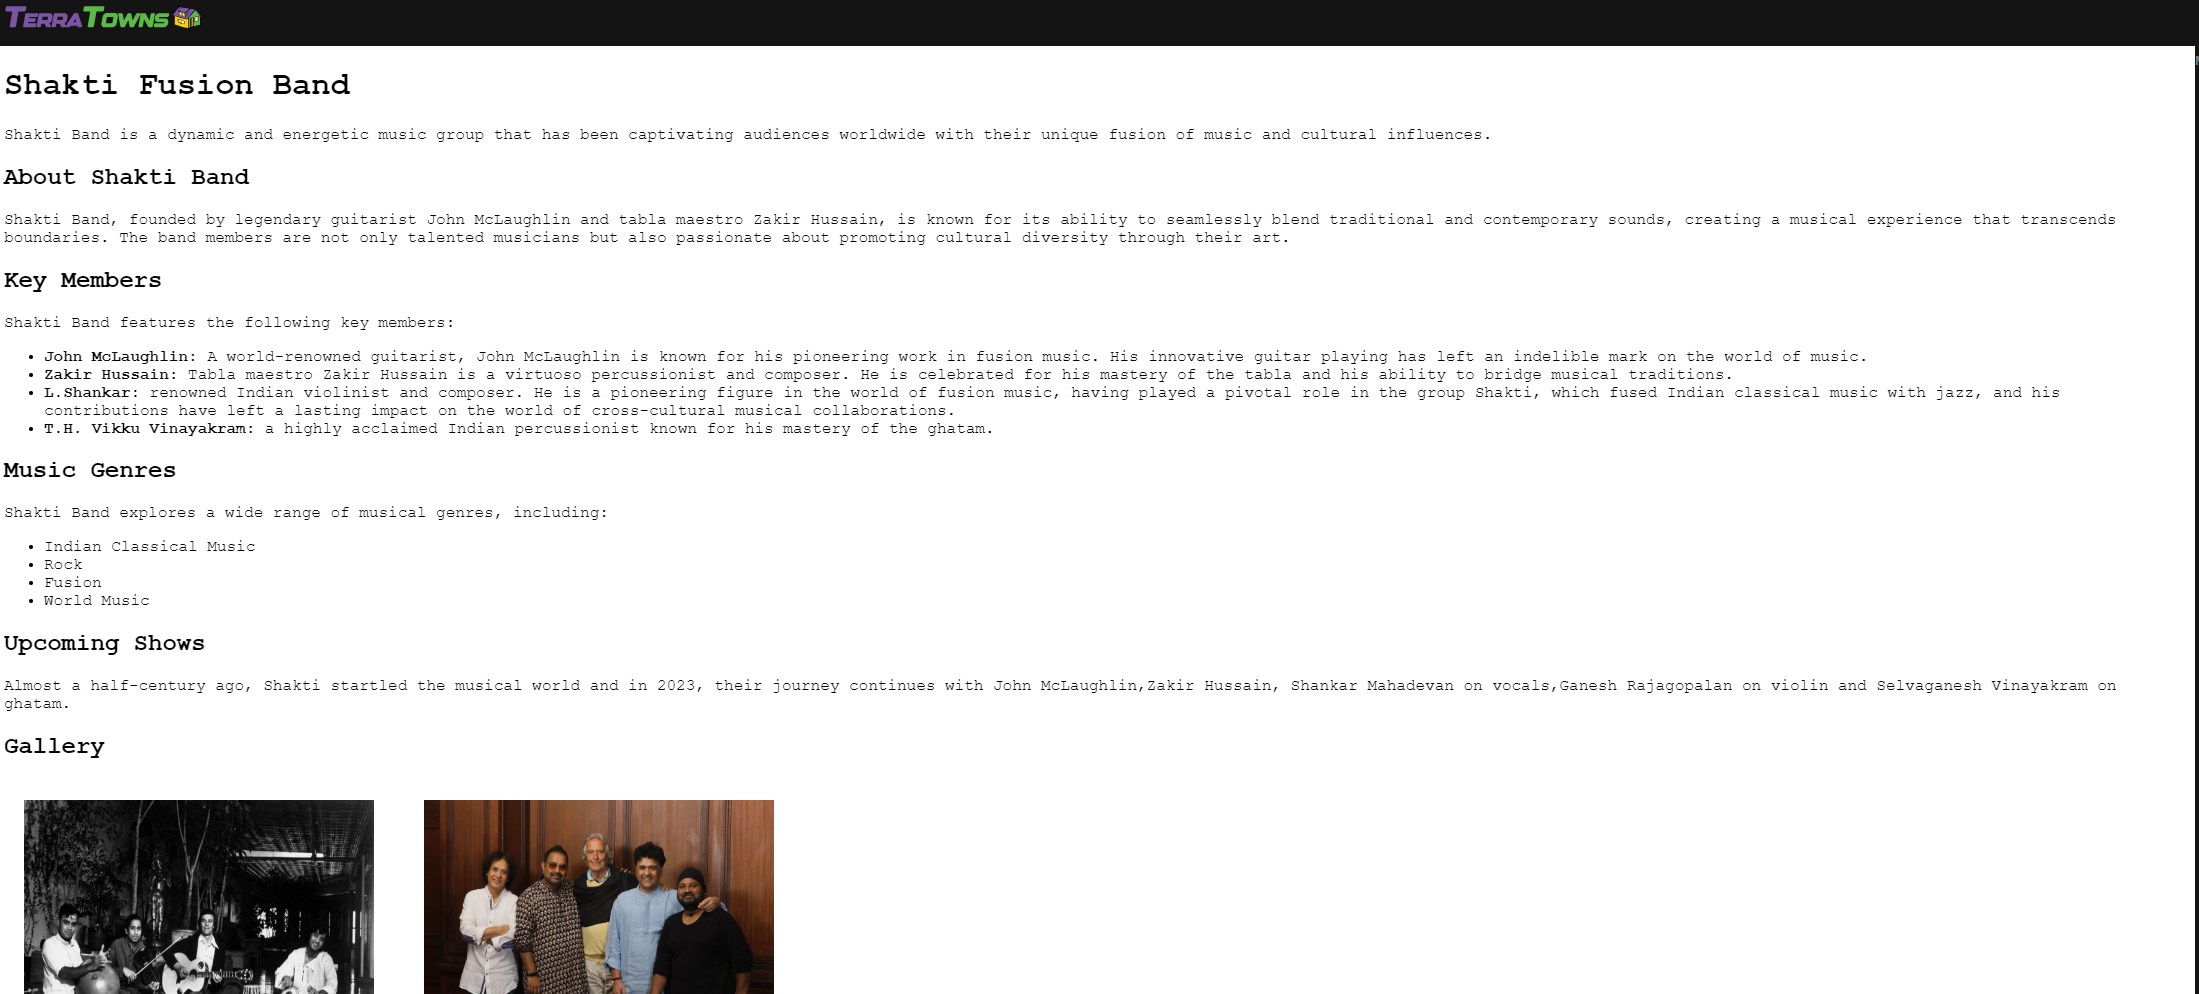 TERRATOWNS
Shakti Fusion Band
Shakti Band is a dynamic and energetic music group that has been captivating audiences worldwide with their unique fusion of music and cultural influences.
About Shakti Band
Shakti Band, founded by legendary guitarist John McLaughlin and tabla maestro Zakir Hussain, is known for its ability to seamlessly blend traditional and contemporary sounds, creating a musical experience that transcends
boundaries. The band members are not only talented musicians but also passionate about promoting cultural diversity through their art.
Key Members
Shakti Band features the following key members:
• John McLaughlin: A world-renowned guitarist, John McLaughlin is known for his pioneering work in fusion music. His innovative guitar playing has left an indelible mark on the world of music.
• Zakir Hussain: Tabla maestro Zakir Hussain is a virtuoso percussionist and composer. He is celebrated for his mastery of the tabla and his ability to bridge musical traditions.
• L.Shankar: renowned Indian violinist and composer. He is a pioneering figure in the world of fusion music, having played a pivotal role in the group Shakti, which fused Indian classical music with jazz, and his
contributions have left a lasting impact on the world of cross-cultural musical collaborations.
• T.H. Vikku Vinayakram: a highly acclaimed Indian percussionist known for his mastery of the ghatam.
Music Genres
Shakti Band explores a wide range of musical genres, including:
• Indian Classical Music
• Rock
• Fusion
• World Music
Upcoming Shows
Almost a half-century ago, Shakti startled the musical world and in 2023, their journey continues with John McLaughlin,Zakir Hussain, Shankar Mahadevan on vocals,Ganesh Rajagopalan on violin and Selvaganesh Vinayakram on
ghatam.
Gallery